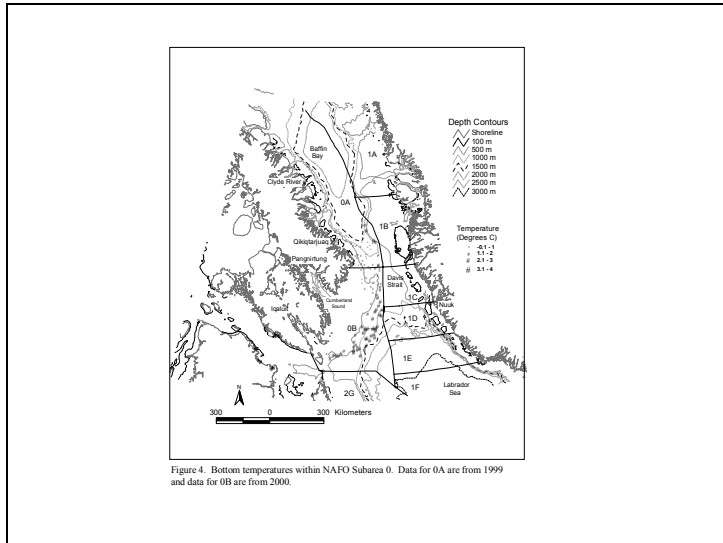 Depth Contours
Shoreline
100 m
500 m
1000 m
1500 m
2000 m
2500 m
3000 m
Temperature
(Degrees C)
-0.1 - 1
1.1 - 2
2.1 - 3
3.1 - 4
Baffin
Bay
1A
Clyde River
0A
1B
Qikiqtarjuaq
Pangnirtung
Davis
Strait
Cumberland
Sound
1C
Nuuk
Iqaluit
1D
0B
1E
Labrador
Sea
1F
2G
N
300 0 300 Kilometers
Figure 4. Bottom temperatures within NAFO Subarea 0. Data for 0A are from 1999
and data for 0B are from 2000.